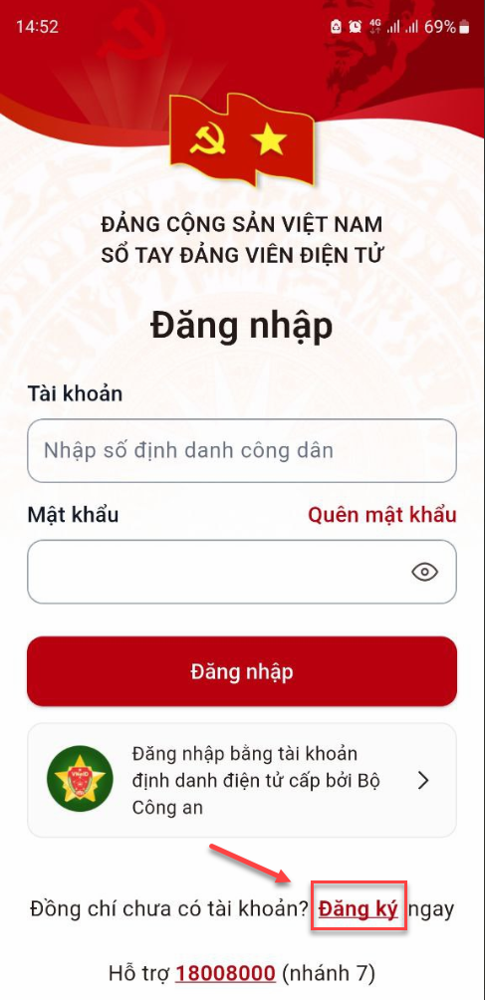 14:52
4G
69%
ĐẢNG CỘNG SẢN VIỆT NAM
SỔ TAY ĐẢNG VIÊN ĐIỆN TỬ
Đăng nhập
Tài khoản
Nhập số định danh công dân
Mật khẩu
Quên mật khẩu
Đăng nhập
VNeID
Đăng nhập bằng tài khoản
định danh điện tử cấp bởi Bộ
Công an
Đồng chí chưa có tài khoản? Đăng ký ngay
Hỗ trợ 18008000 (nhánh 7)